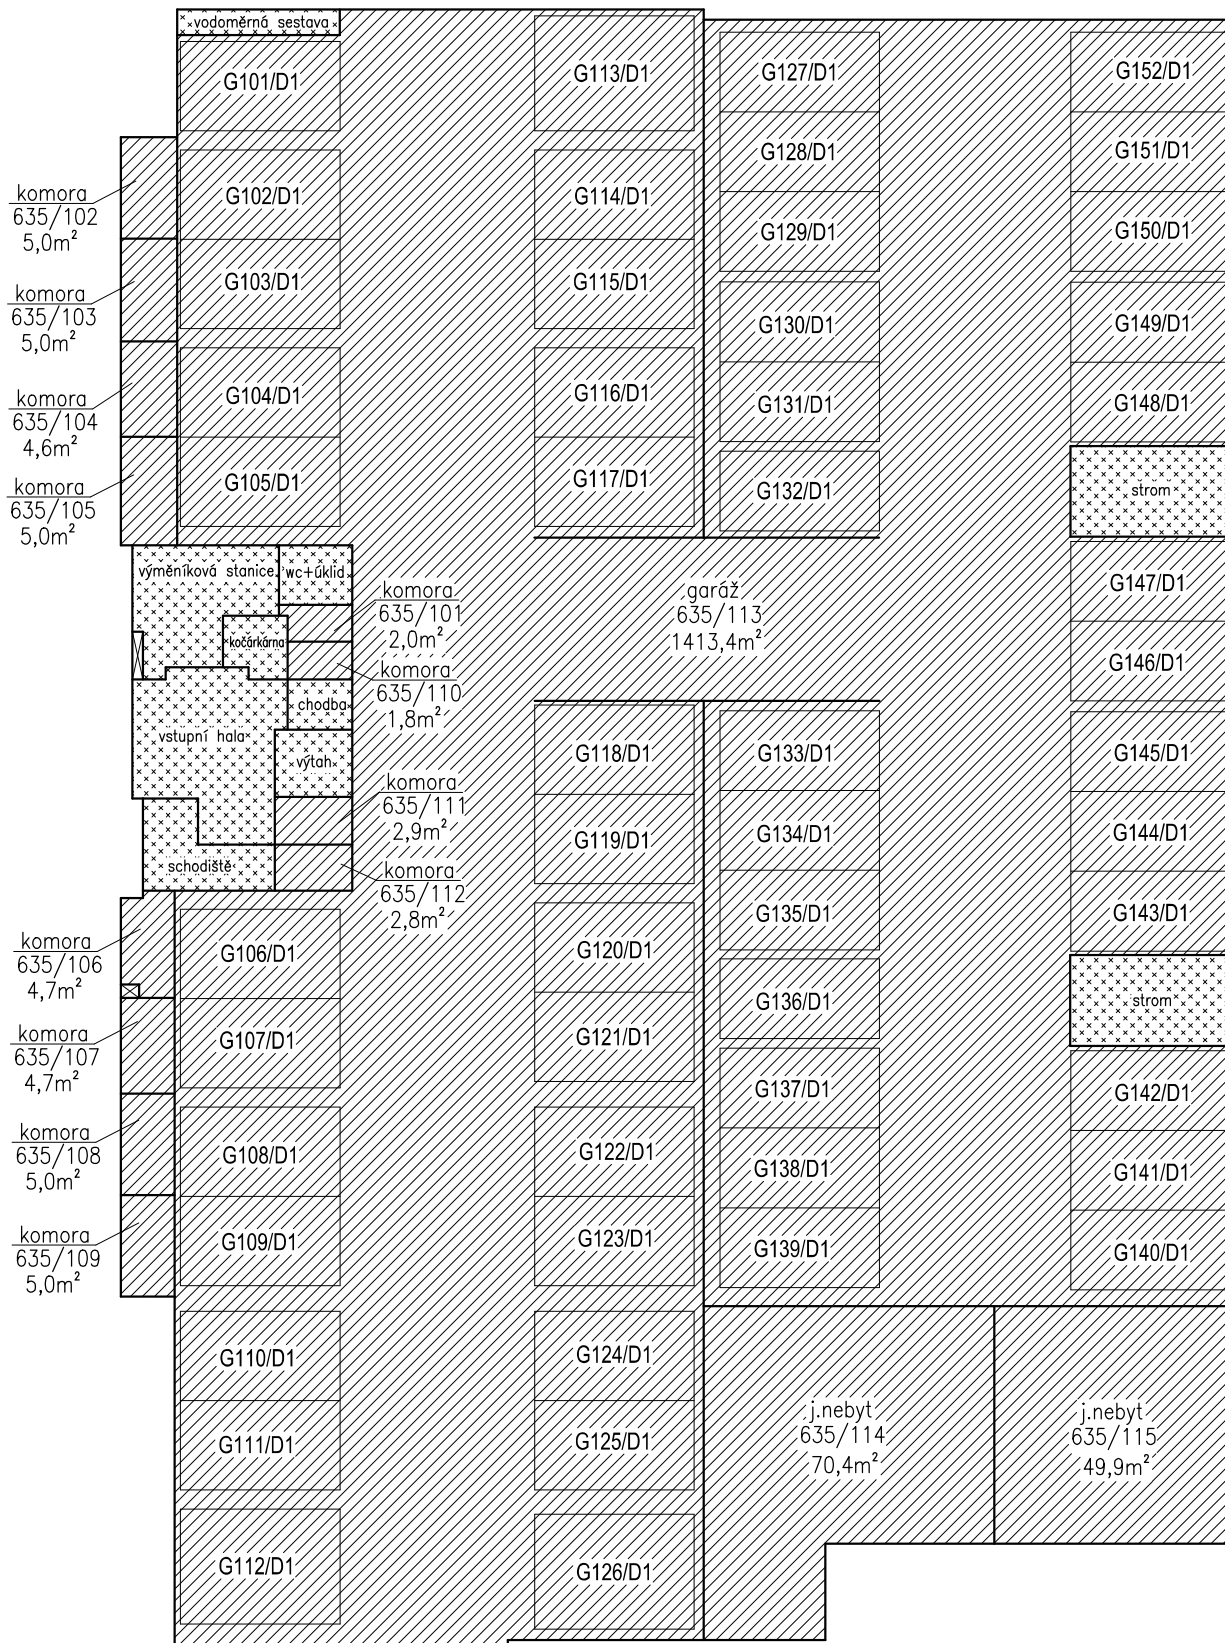 vodoměrná sestava
G101/D1
G113/D1
G127/D1
G152/D1
G128/D1
G151/D1
komora
635/102
5,0m²
G102/D1
G114/D1
G129/D1
G150/D1
komora
635/103
5,0m²
G103/D1
G115/D1
G130/D1
G149/D1
komora
635/104
4,6m²
G104/D1
G116/D1
G131/D1
G148/D1
komora
635/105
5,0m²
G105/D1
G117/D1
G132/D1
strom
výměníková stanice
wc+úklid
komora
635/101
2,0m²
garáž
635/113
1413,4m²
G147/D1
kočárkárna
komora
635/110
1,8m²
G146/D1
chodba
vstupní hala
výtah
G118/D1
G133/D1
G145/D1
komora
635/111
2,9m²
G119/D1
G134/D1
G144/D1
schodiště
komora
635/112
2,8m²
G135/D1
G143/D1
komora
635/106
4,7m²
G106/D1
G120/D1
G136/D1
strom
komora
635/107
4,7m²
G107/D1
G121/D1
G137/D1
G142/D1
komora
635/108
5,0m²
G108/D1
G122/D1
G138/D1
G141/D1
komora
635/109
5,0m²
G109/D1
G123/D1
G139/D1
G140/D1
G110/D1
G124/D1
j.nebyt
635/114
70,4m²
j.nebyt
635/115
49,9m²
G111/D1
G125/D1
G112/D1
G126/D1